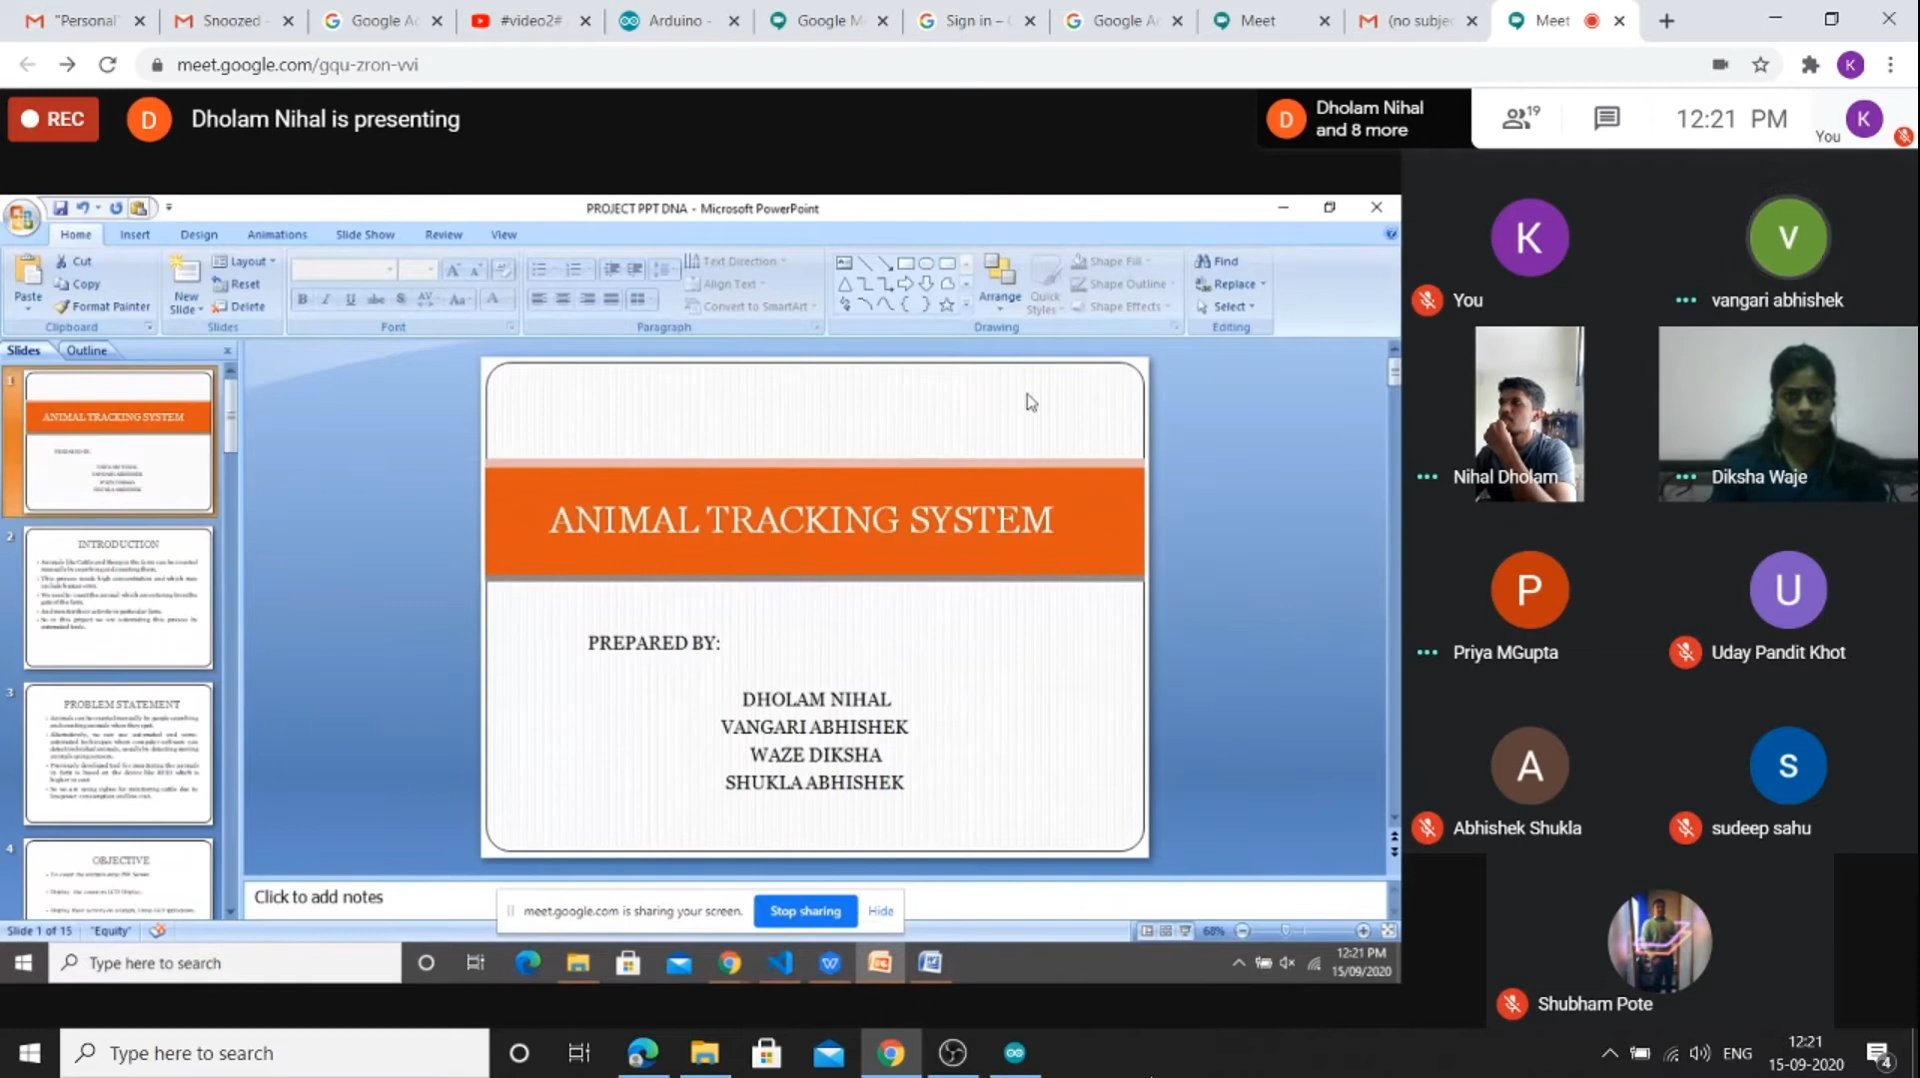 "Personal"
Snoozed -
Google Ac
#video2#
Arduino -
Google M
Sign in –
Google A
Meet
(no subje
Meet
meet.google.com/gqu-zron-vvi
K
REC
D
Dholam Nihal is presenting
D
Dholam Nihal
and 8 more
19
12:21 PM
You
K
PROJECT PPT DNA - Microsoft PowerPoint
Home
Insert
Design
Animations
Slide Show
Review
View
Paste
Cut
Copy
Format Painter
Clipboard
New
Slide
Layout
Reset
Delete
Slides
Font
Text Direction
Align Text
Convert to SmartArt
Paragraph
Arrange
Quick
Styles
Shape Fill
Shape Outline
Shape Effects
Drawing
Find
Replace
Select
Editing
Slides
Outline
1
ANIMAL TRACKING SYSTEM
2
INTRODUCTION
3
PROBLEM STATEMENT
4
OBJECTIVE
ANIMAL TRACKING SYSTEM
PREPARED BY:
DHOLAM NIHAL
VANGARI ABHISHEK
WAZE DIKSHA
SHUKLA ABHISHEK
Click to add notes
meet.google.com is sharing your screen.
Stop sharing
Hide
Slide 1 of 15
"Equity"
68%
Type here to search
12:21 PM
15/09/2020
K
You
V
vangari abhishek
Nihal Dholam
Diksha Waje
P
Priya MGupta
U
Uday Pandit Khot
A
Abhishek Shukla
S
sudeep sahu
Shubham Pote
Type here to search
ENG
12:21
15-09-2020
4